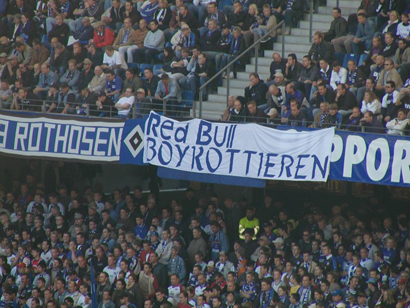 ROTHOSEN
Red Bull
BOYKOTTIEREN
PPOR